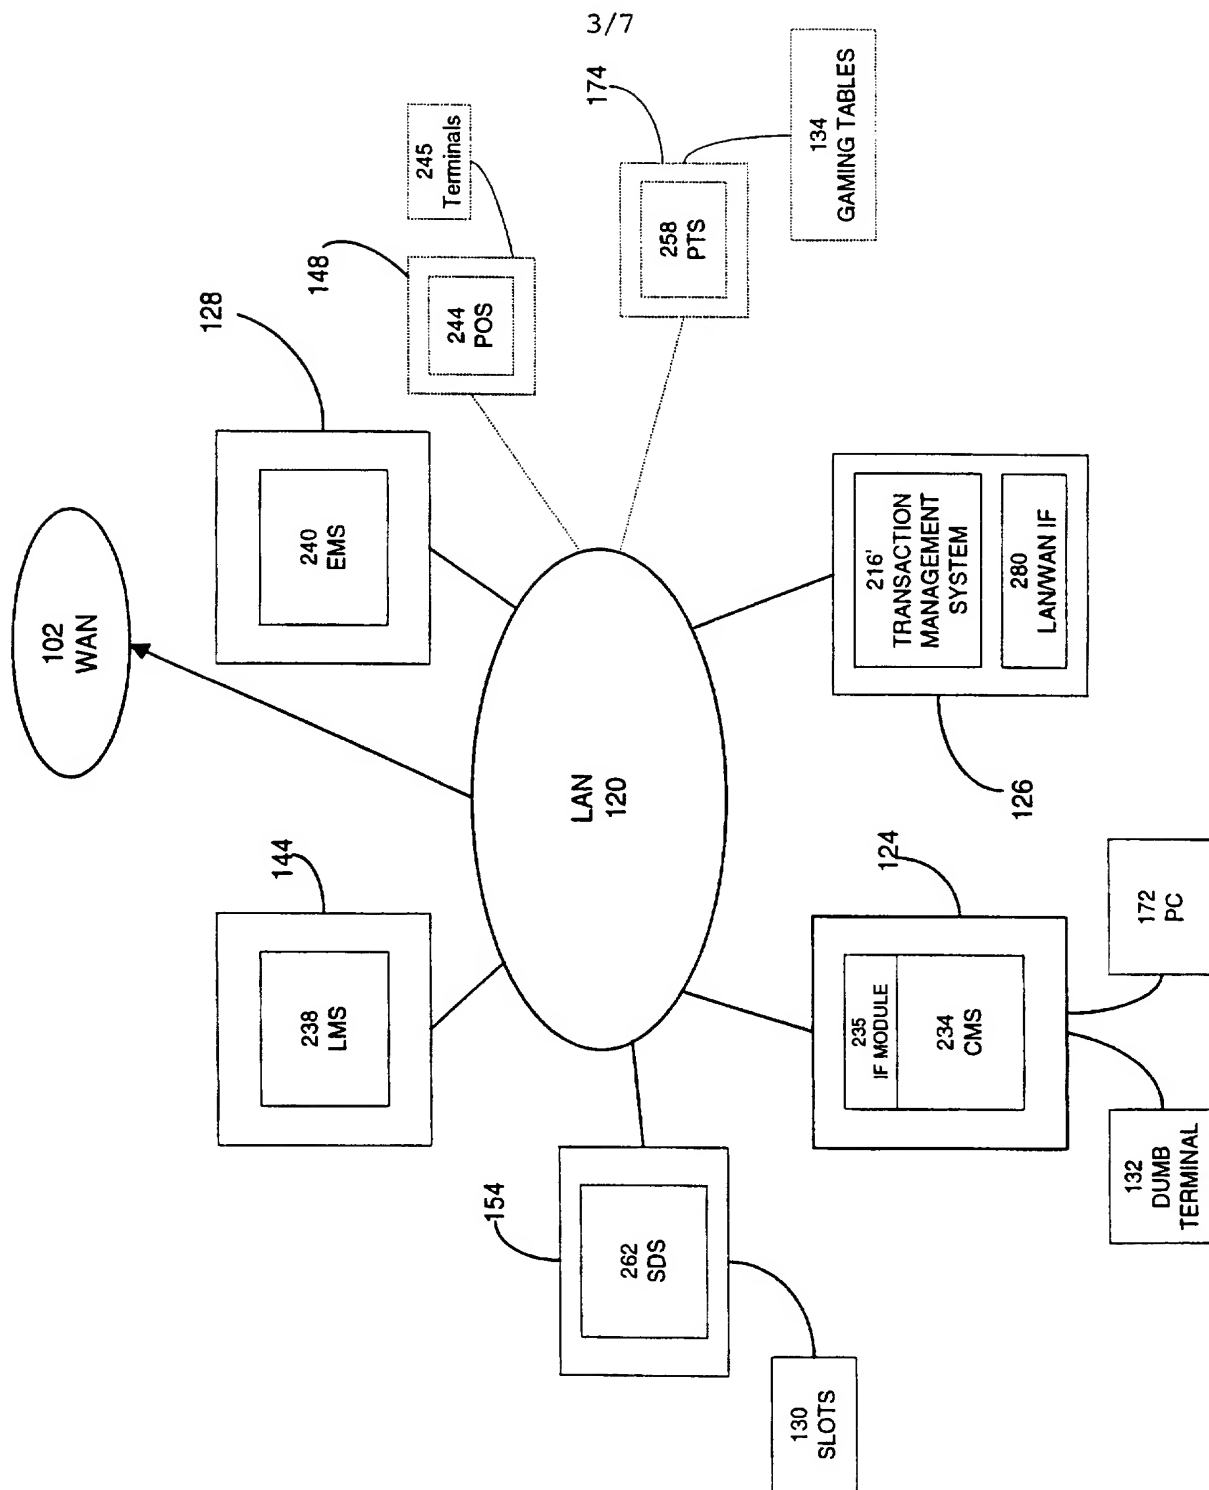 3/7
102
WAN
128
240
EMS
148
244
POS
245
Terminals
174
258
PTS
134
GAMING TABLES
144
238
LMS
LAN
120
154
262
SDS
130
SLOTS
124
235
IF MODULE
234
CMS
132
DUMB
TERMINAL
172
PC
126
216'
TRANSACTION
MANAGEMENT
SYSTEM
280
LAN/WAN IF